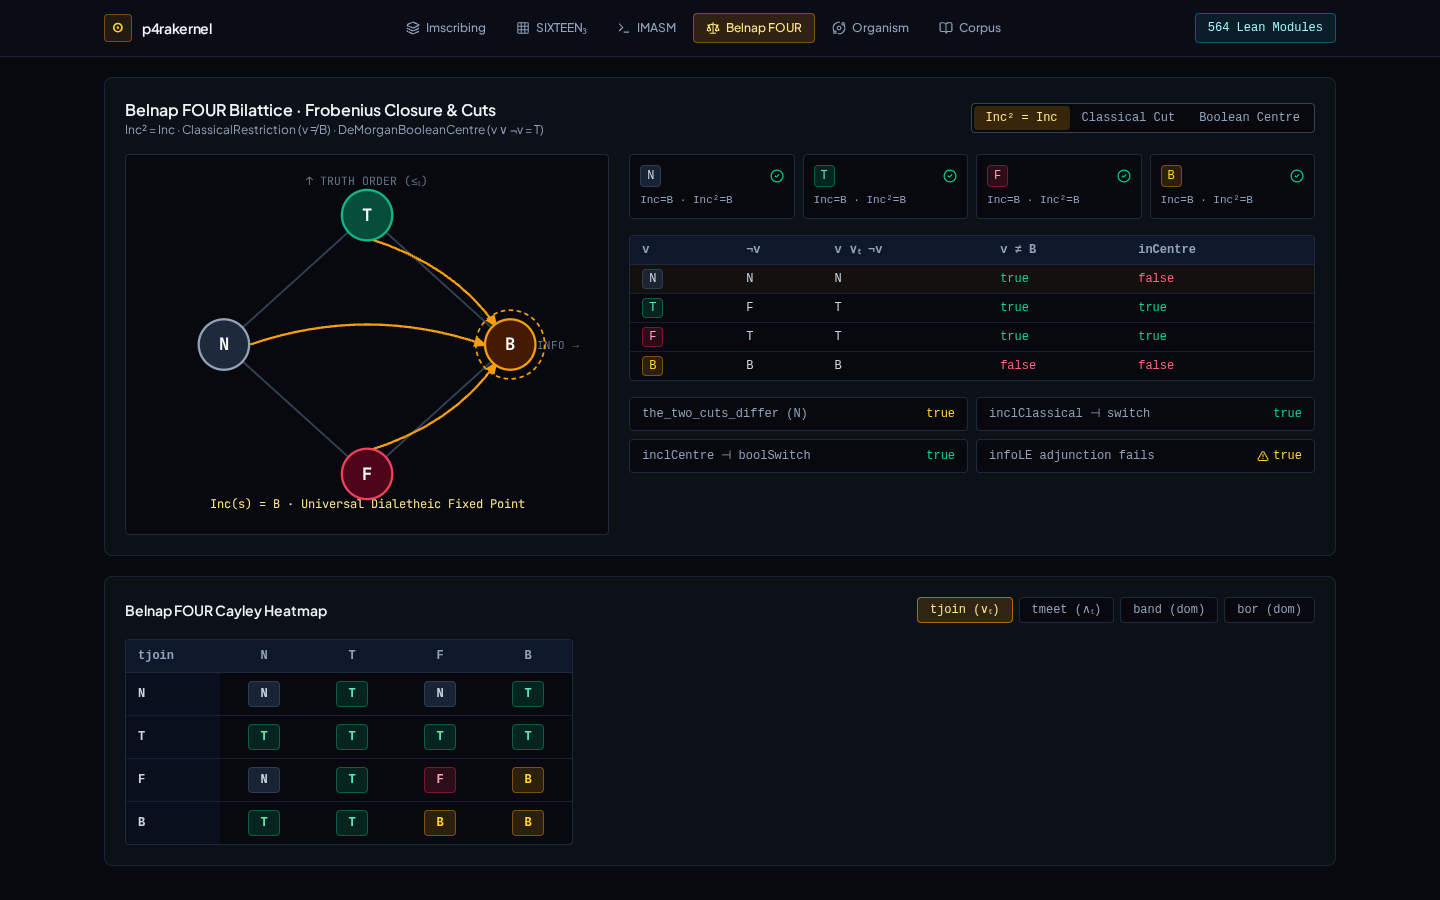 p4rakernel
Imscribing
SIXTEEN₃
IMASM
Belnap FOUR
Organism
Corpus
564 Lean Modules
Belnap FOUR Bilattice · Frobenius Closure & Cuts
Inc² = Inc · ClassicalRestriction (v ≠ B) · DeMorganBooleanCentre (v ∨ ¬v = T)
Inc² = Inc
Classical Cut
Boolean Centre
↑ TRUTH ORDER (≤ₜ)
T
N
B
INFO →
F
Inc(s) = B · Universal Dialetheic Fixed Point
N
Inc=B · Inc²=B
T
Inc=B · Inc²=B
F
Inc=B · Inc²=B
B
Inc=B · Inc²=B
v ¬v v ∨ₜ ¬v v ≠ B inCentre
N N N true false
T F T true true
F T T true true
B B B false false
the_two_cuts_differ (N) true
inclClassical ⊣ switch true
inclCentre ⊣ boolSwitch true
infoLE adjunction fails true
Belnap FOUR Cayley Heatmap
tjoin (∨ₜ)
tmeet (∧ₜ)
band (dom)
bor (dom)
tjoin N T F B
N N T N T
T T T T T
F N T F B
B T T B B